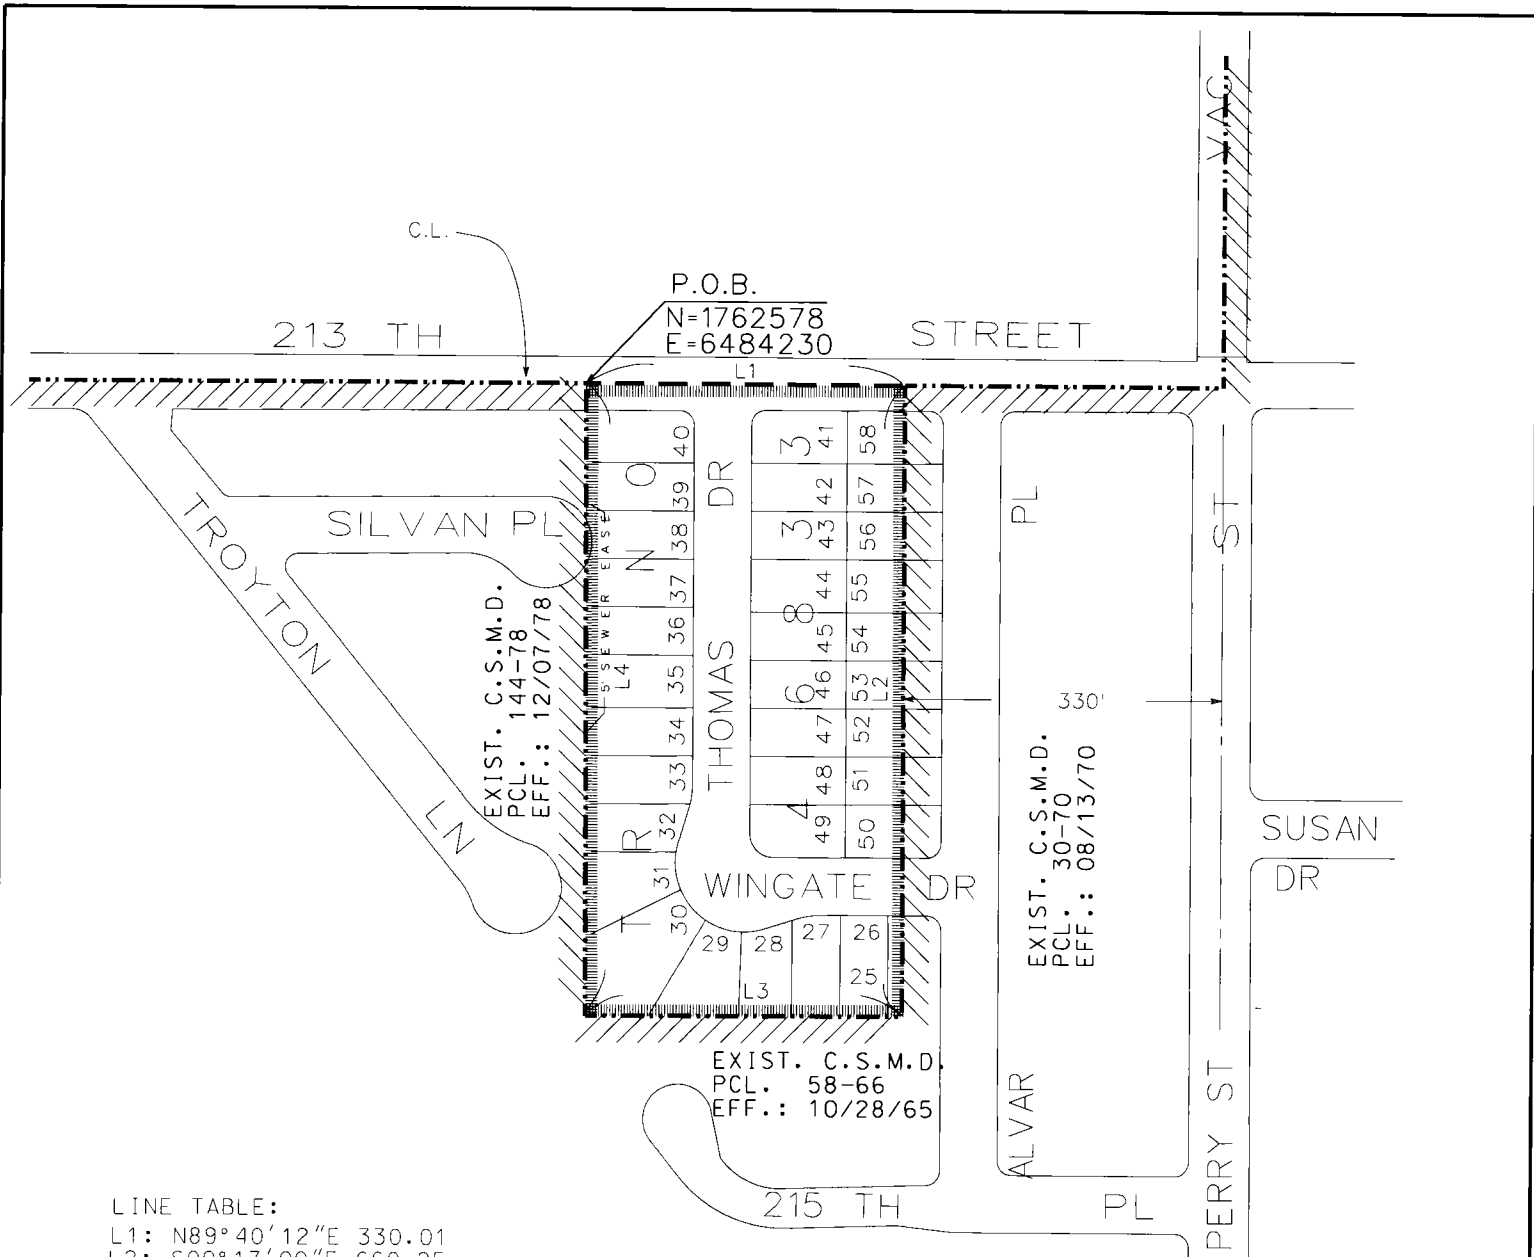 VAC
C.L.
P.O.B.
N=1762578
E=6484230
213 TH STREET
L1
TROYTON LN
SILVAN PL
5' SEWER EASE
L4
EXIST. C.S.M.D.
PCL. 144-78
EFF.: 12/07/78
TR NO 46833
THOMAS DR
40
39
38
37
36
35
34
33
32
31
30
29
28
27
26
25
41
42
43
44
45
46
47
48
49
58
57
56
55
54
53
52
51
50
L2
330'
WINGATE DR
L3
ALVAR PL
EXIST. C.S.M.D.
PCL. 30-70
EFF.: 08/13/70
PERRY ST
ST
SUSAN
DR
EXIST. C.S.M.D.
PCL. 58-66
EFF.: 10/28/65
215 TH PL
LINE TABLE:
L1: N89°40'12"E 330.01